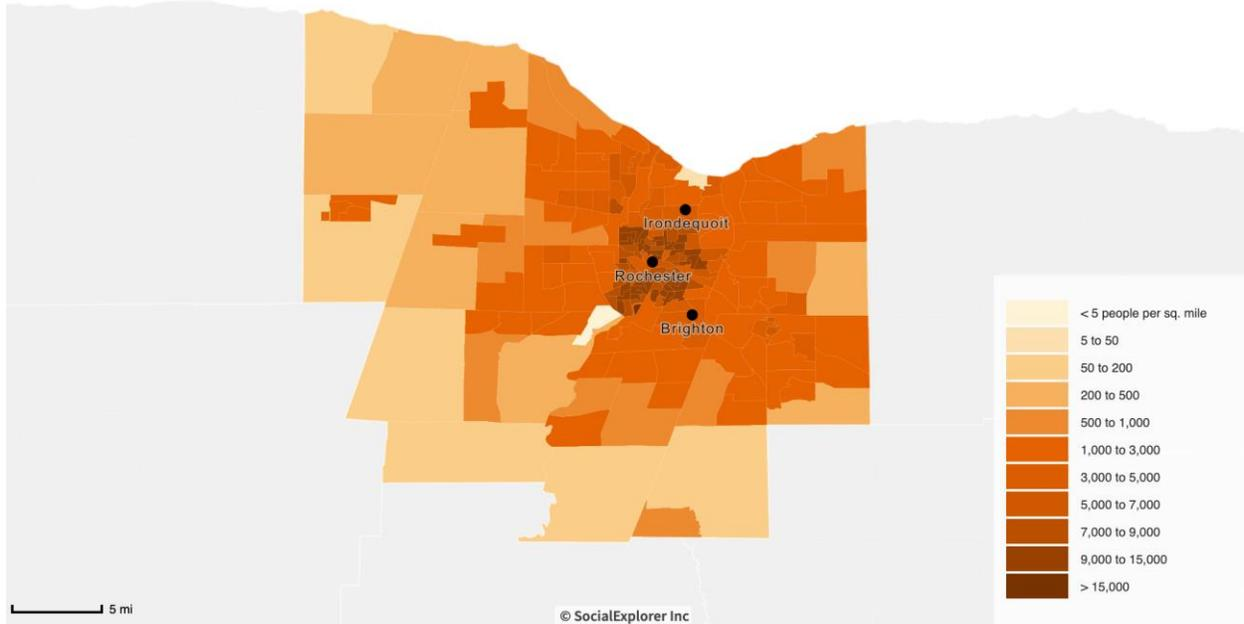 Irondequoit
Rochester
Brighton
< 5 people per sq. mile
5 to 50
50 to 200
200 to 500
500 to 1,000
1,000 to 3,000
3,000 to 5,000
5,000 to 7,000
7,000 to 9,000
9,000 to 15,000
> 15,000
5 mi
© SocialExplorer Inc